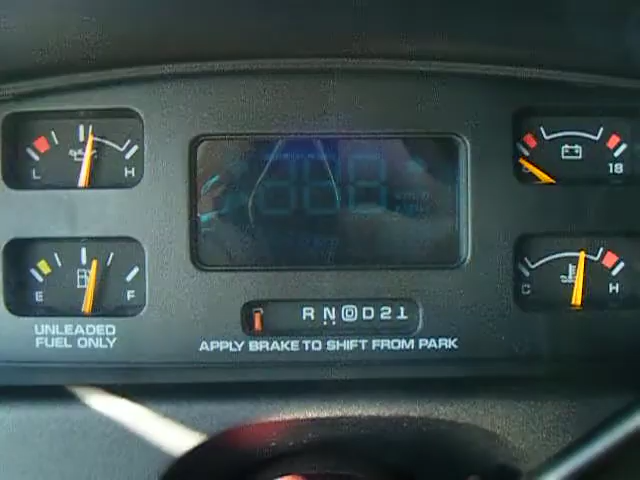 L H
18
E F
C H
UNLEADED
FUEL ONLY
R N D D 2 1
APPLY BRAKE TO SHIFT FROM PARK